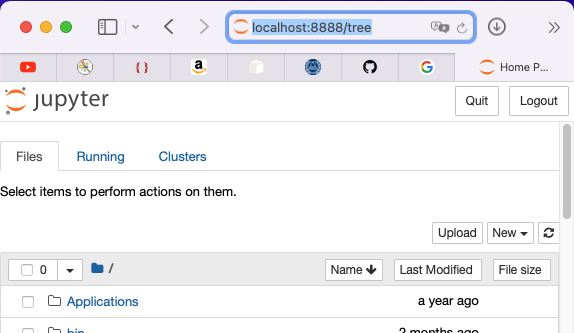 localhost:8888/tree
Home P...
jupyter
Quit
Logout
Files
Running
Clusters
Select items to perform actions on them.
Upload
New
0
/
Name
Last Modified
File size
Applications
a year ago
bin
2 months ago